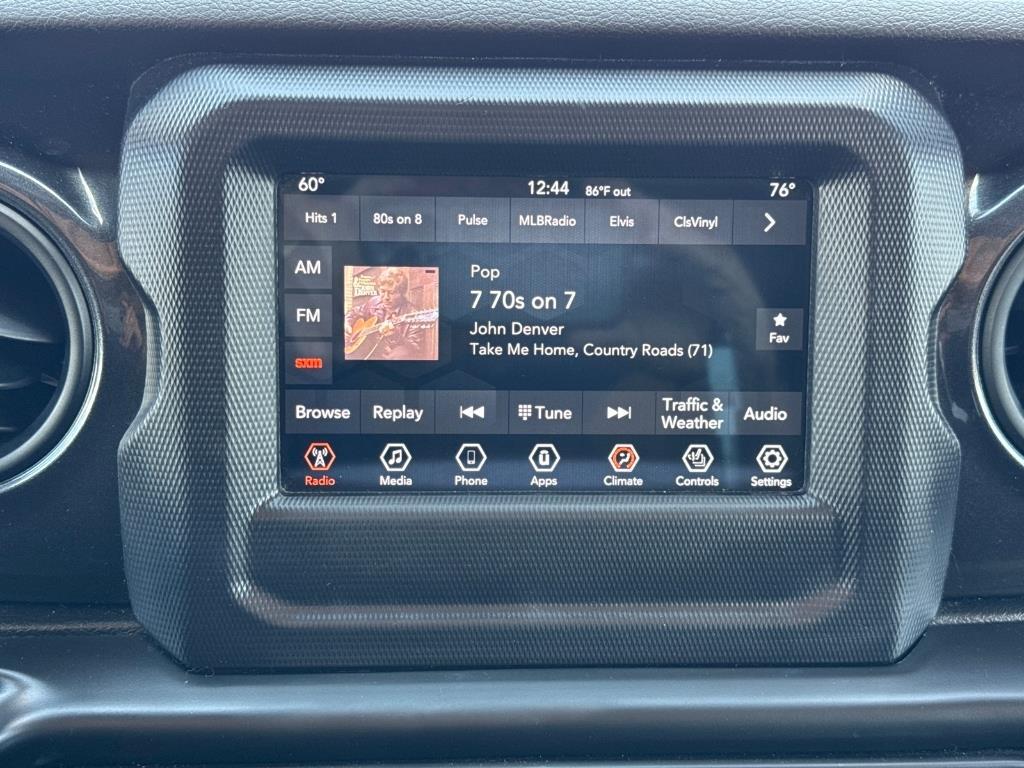 60° 12:44 86°F out 76°
Hits 1 80s on 8 Pulse MLBRadio Elvis ClsVinyl
AM
FM
sxm
Pop
7 70s on 7
John Denver
Take Me Home, Country Roads (71)
Fav
Browse Replay Tune Traffic &
Weather Audio
Radio Media Phone Apps Climate Controls Settings